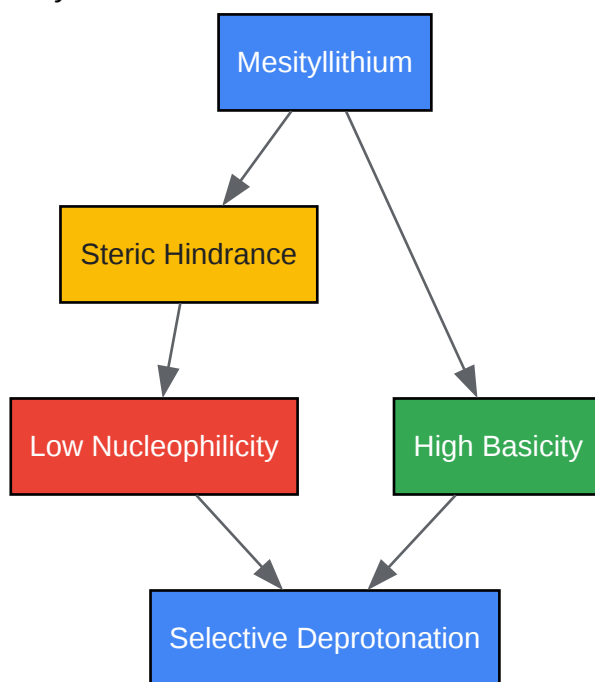 Mesityllithium
Steric Hindrance
Low Nucleophilicity
High Basicity
Selective Deprotonation